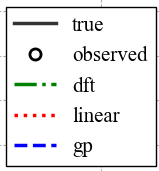 true
observed
dft
linear
gp